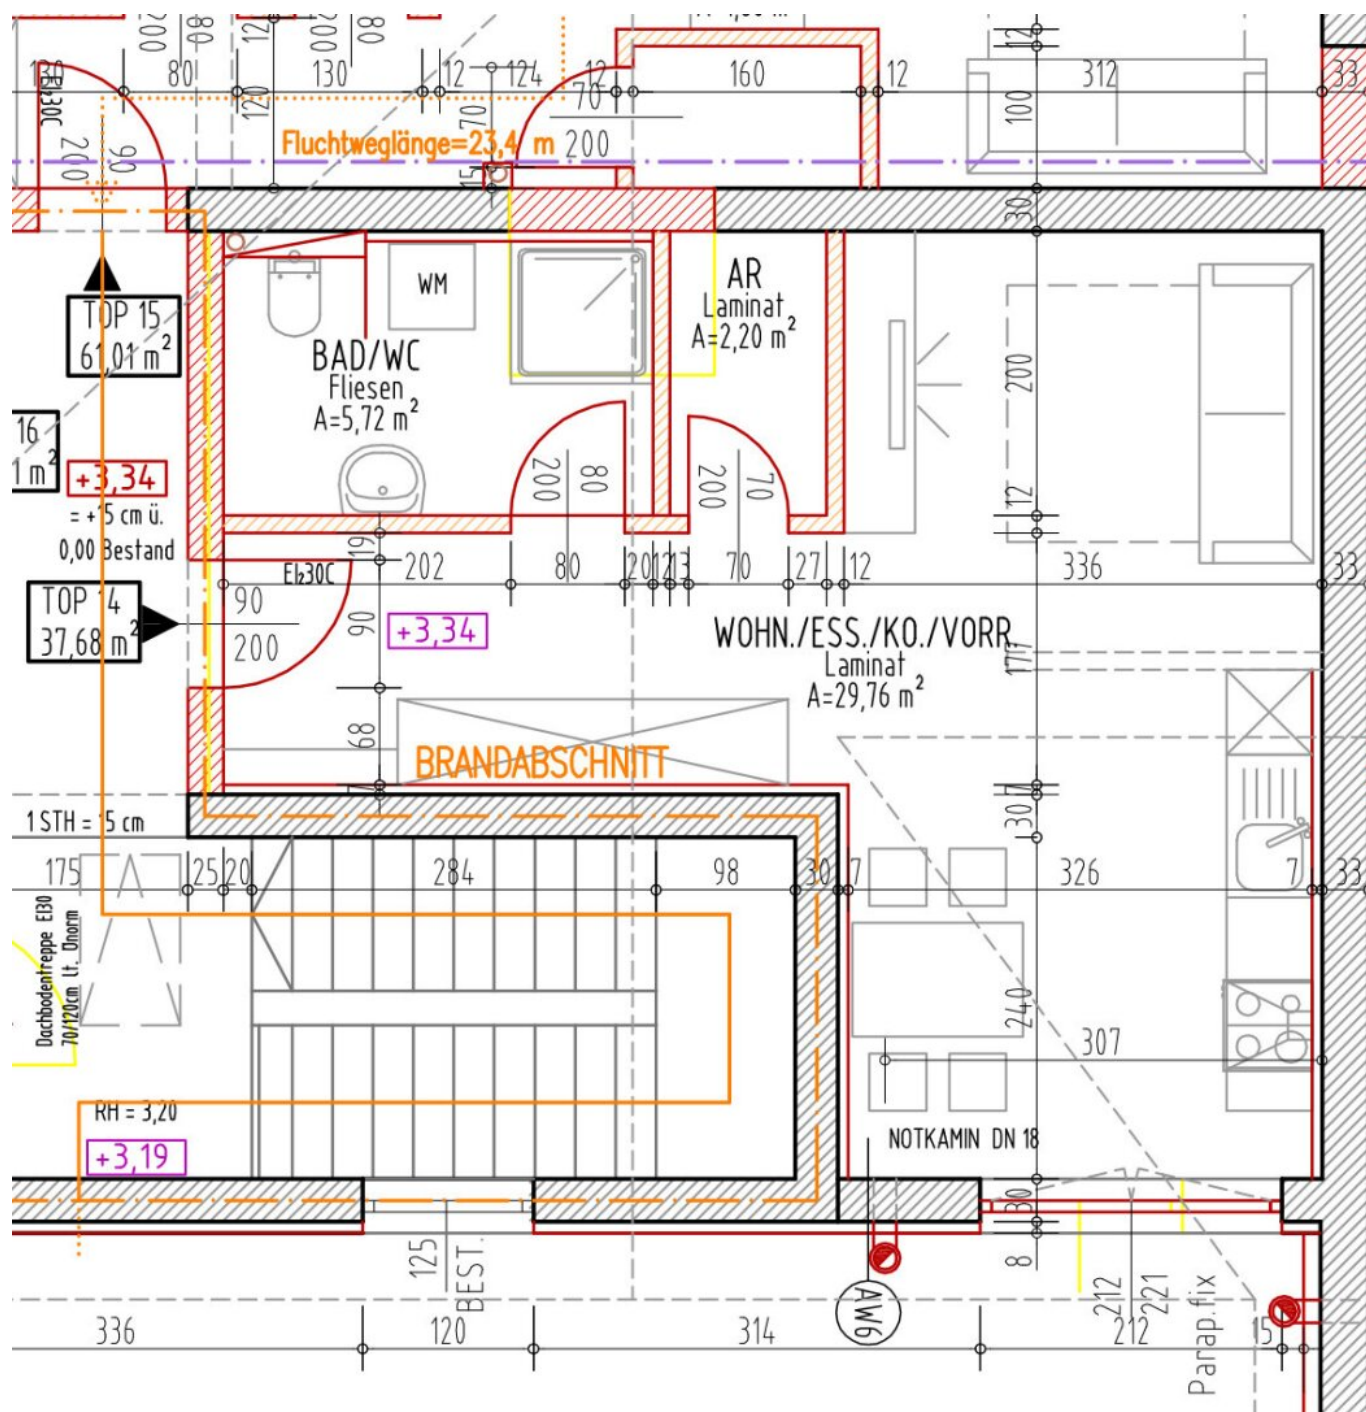 130
80
130
12
124
12
160
12
312
33
EI₂30C
200
90
200
80
12
120
200
80
70
15
70
200
12
100
30
Fluchtweglänge=23,4 m
TOP 15
61,01 m²
16
1 m²
+3,34
= +15 cm ü.
0,00 Bestand
TOP 14
37,68 m²
WM
BAD/WC
Fliesen
A=5,72 m²
AR
Laminat
A=2,20 m²
200
80
200
70
200
12
19
EI₂30C
202
80
20
12
13
70
27
12
336
33
90
200
90
+3,34
WOHN./ESS./KO./VORR.
Laminat
A=29,76 m²
177
68
BRANDABSCHNITT
7
7
30
1 STH = 15 cm
175
25
20
284
98
30
7
326
7
33
Dachbodentreppe EI30
70/120cm lt. Önorm
240
307
RH = 3,20
+3,19
NOTKAMIN DN 18
30
8
125
BEST.
AW6
212
221
Parap.fix
336
120
314
212
15